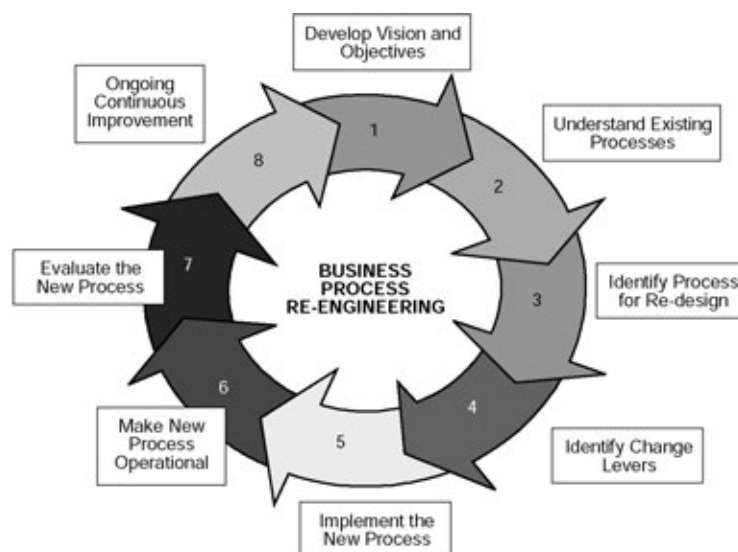 Develop Vision and
Objectives
1
Understand Existing
Processes
2
Identify Process
for Re-design
3
Identify Change
Levers
4
Implement the
New Process
5
Make New
Process
Operational
6
Evaluate the
New Process
7
Ongoing
Continuous
Improvement
8
BUSINESS
PROCESS
RE-ENGINEERING